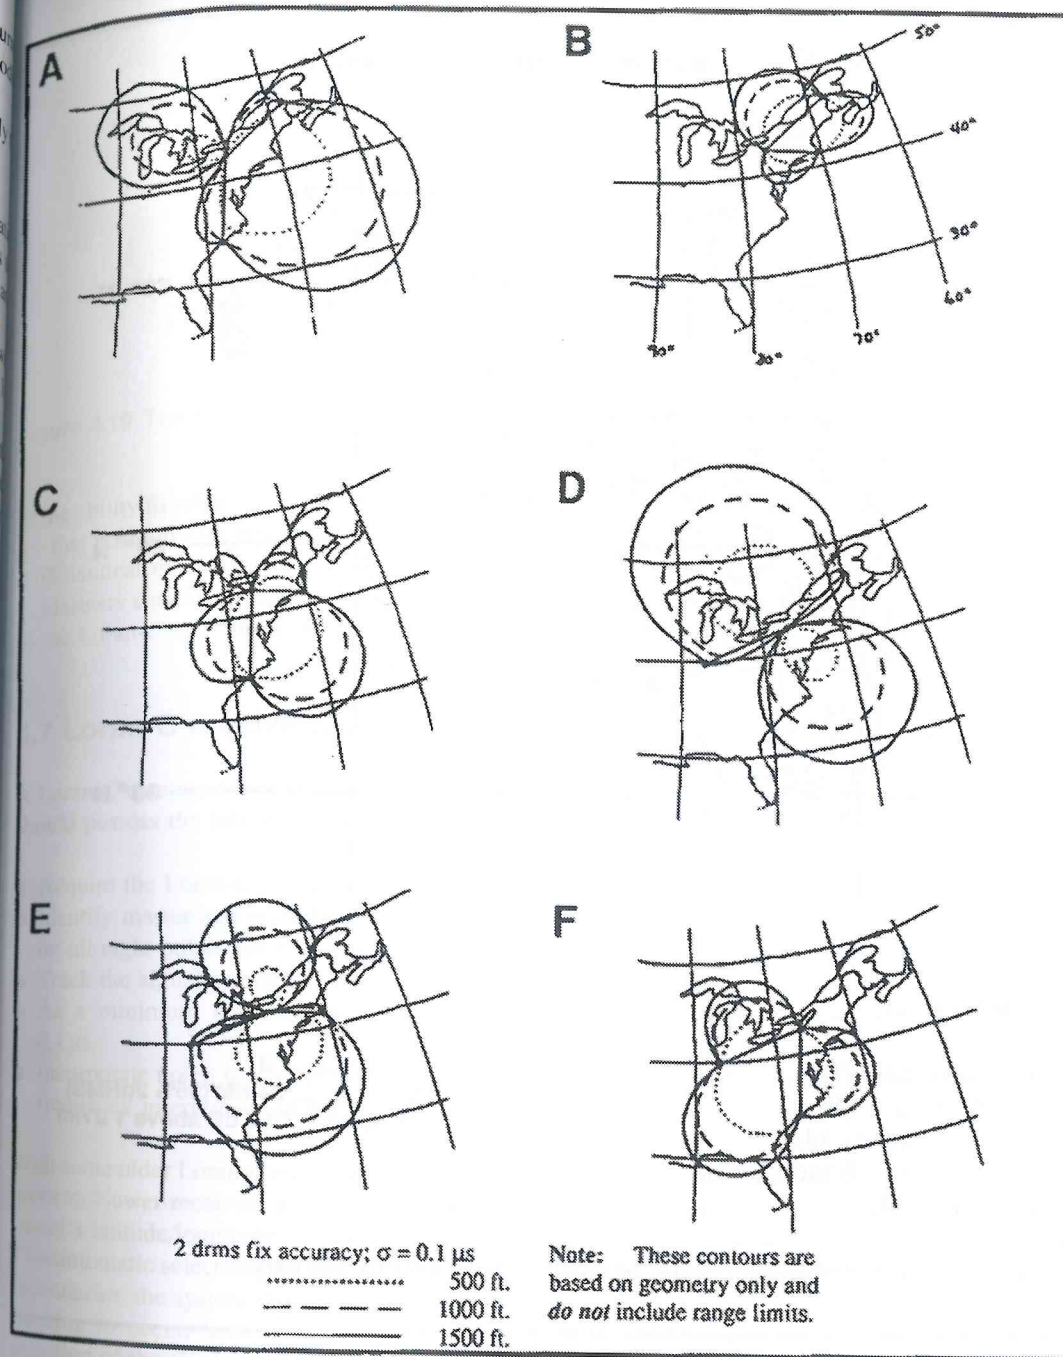 A
B
50°
40°
30°
60°
70°
80°
90°
C
D
E
F
2 drms fix accuracy; σ = 0.1 μs
500 ft.
1000 ft.
1500 ft.
Note: These contours are
based on geometry only and
do not include range limits.